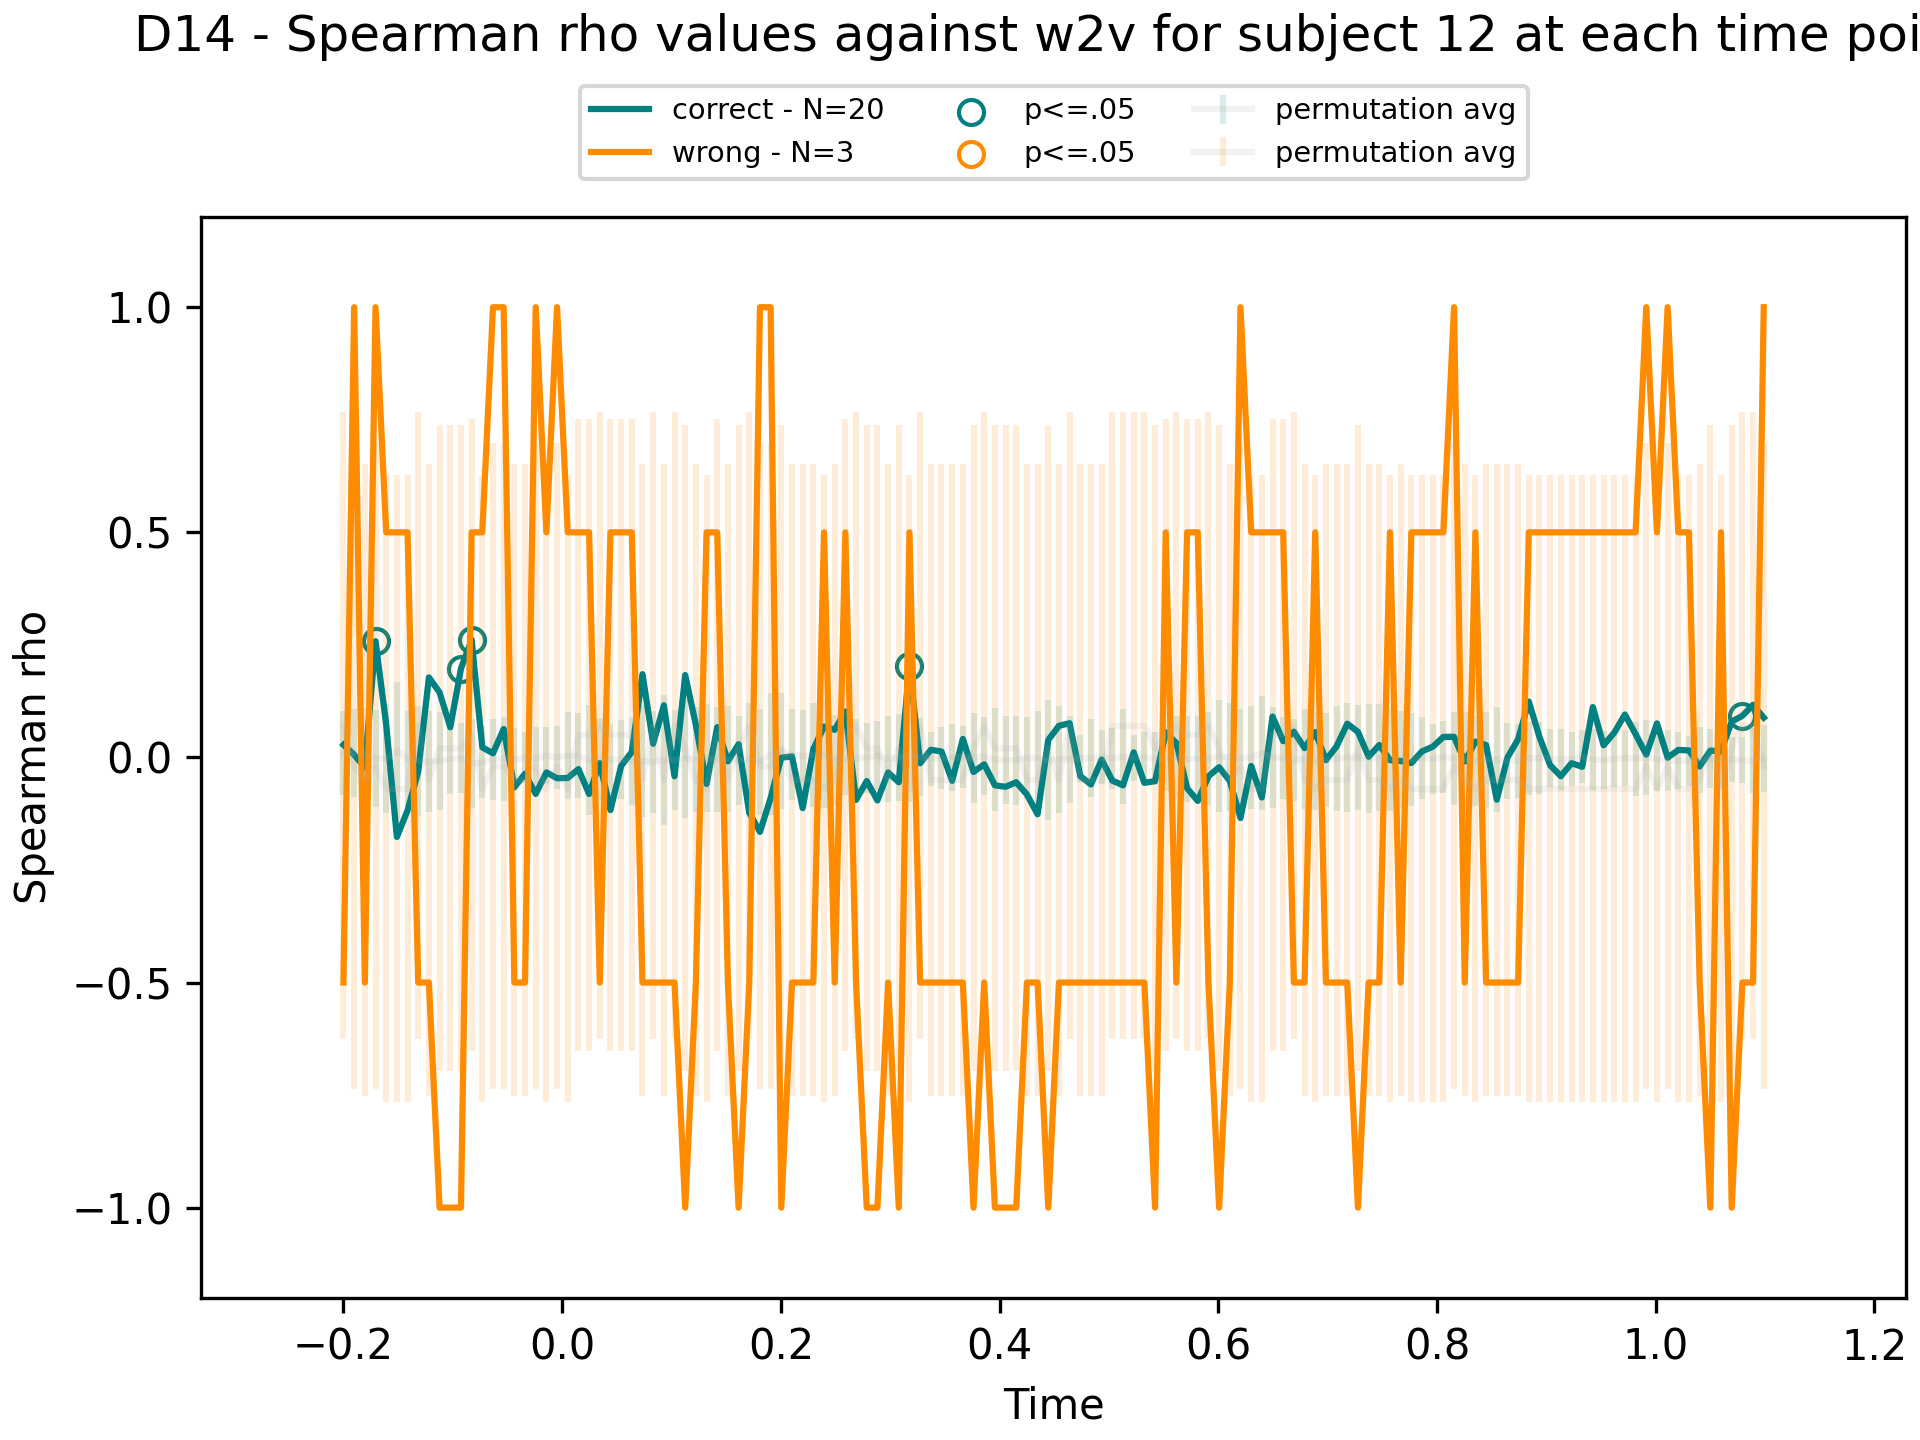 D14 - Spearman rho values against w2v for subject 12 at each time poi
correct - N=20 p<=.05 permutation avg
wrong - N=3 p<=.05 permutation avg
1.0
0.5
0.0
−0.5
−1.0
Spearman rho
−0.2 0.0 0.2 0.4 0.6 0.8 1.0 1.2
Time